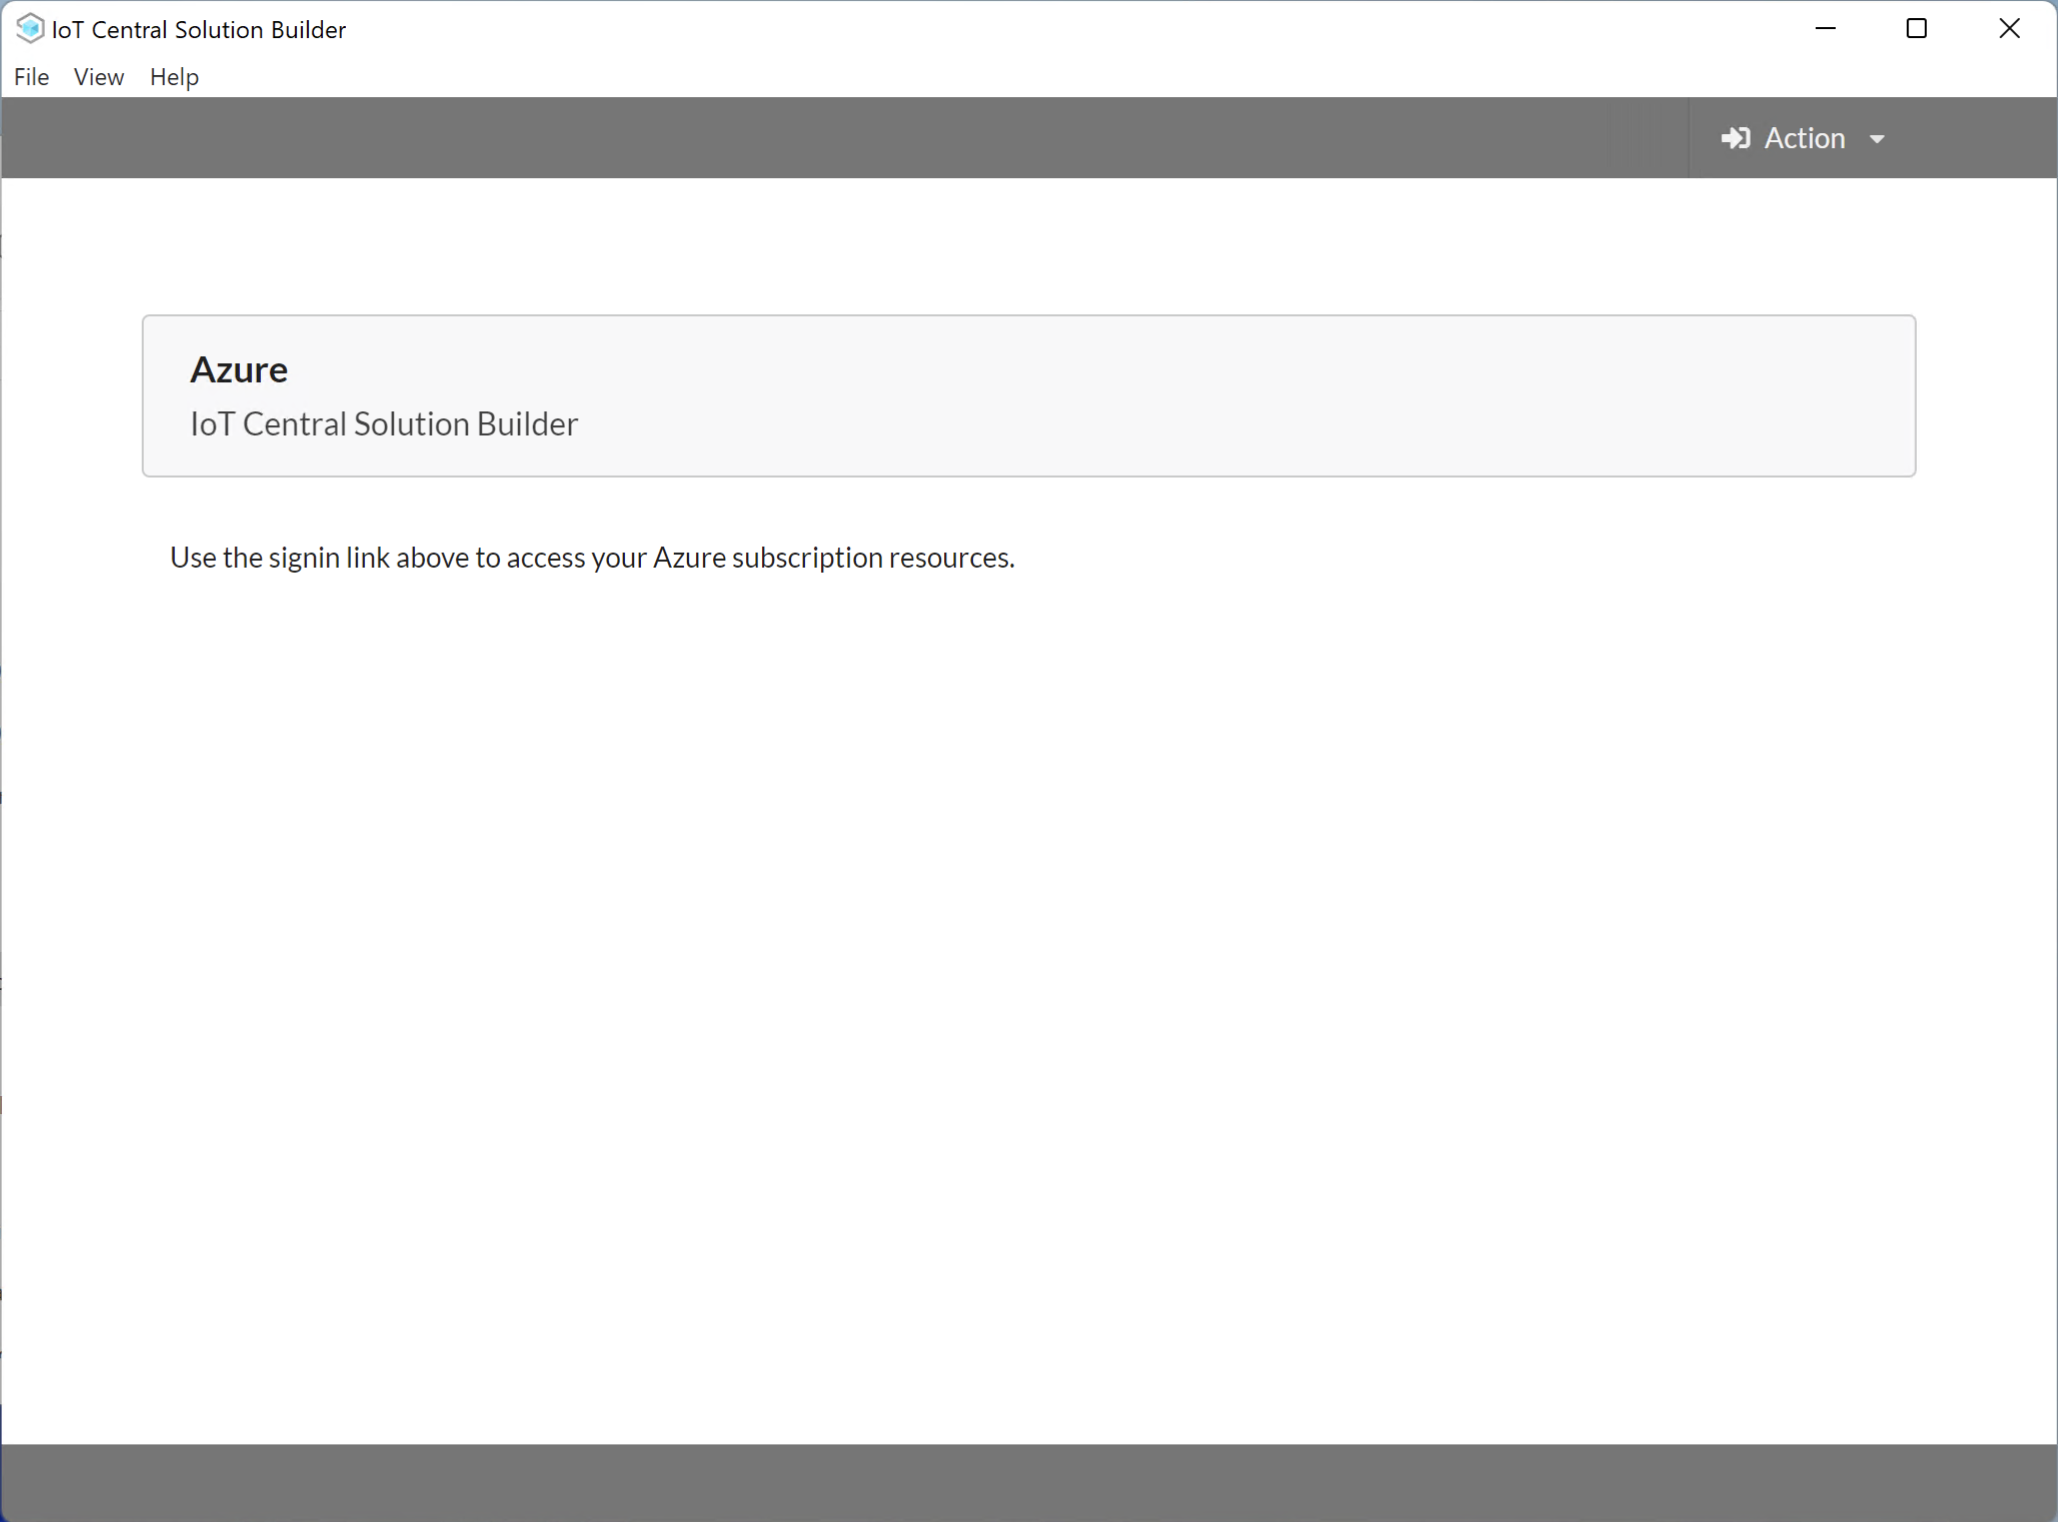 IoT Central Solution Builder
File View Help
Action
Azure
IoT Central Solution Builder
Use the signin link above to access your Azure subscription resources.